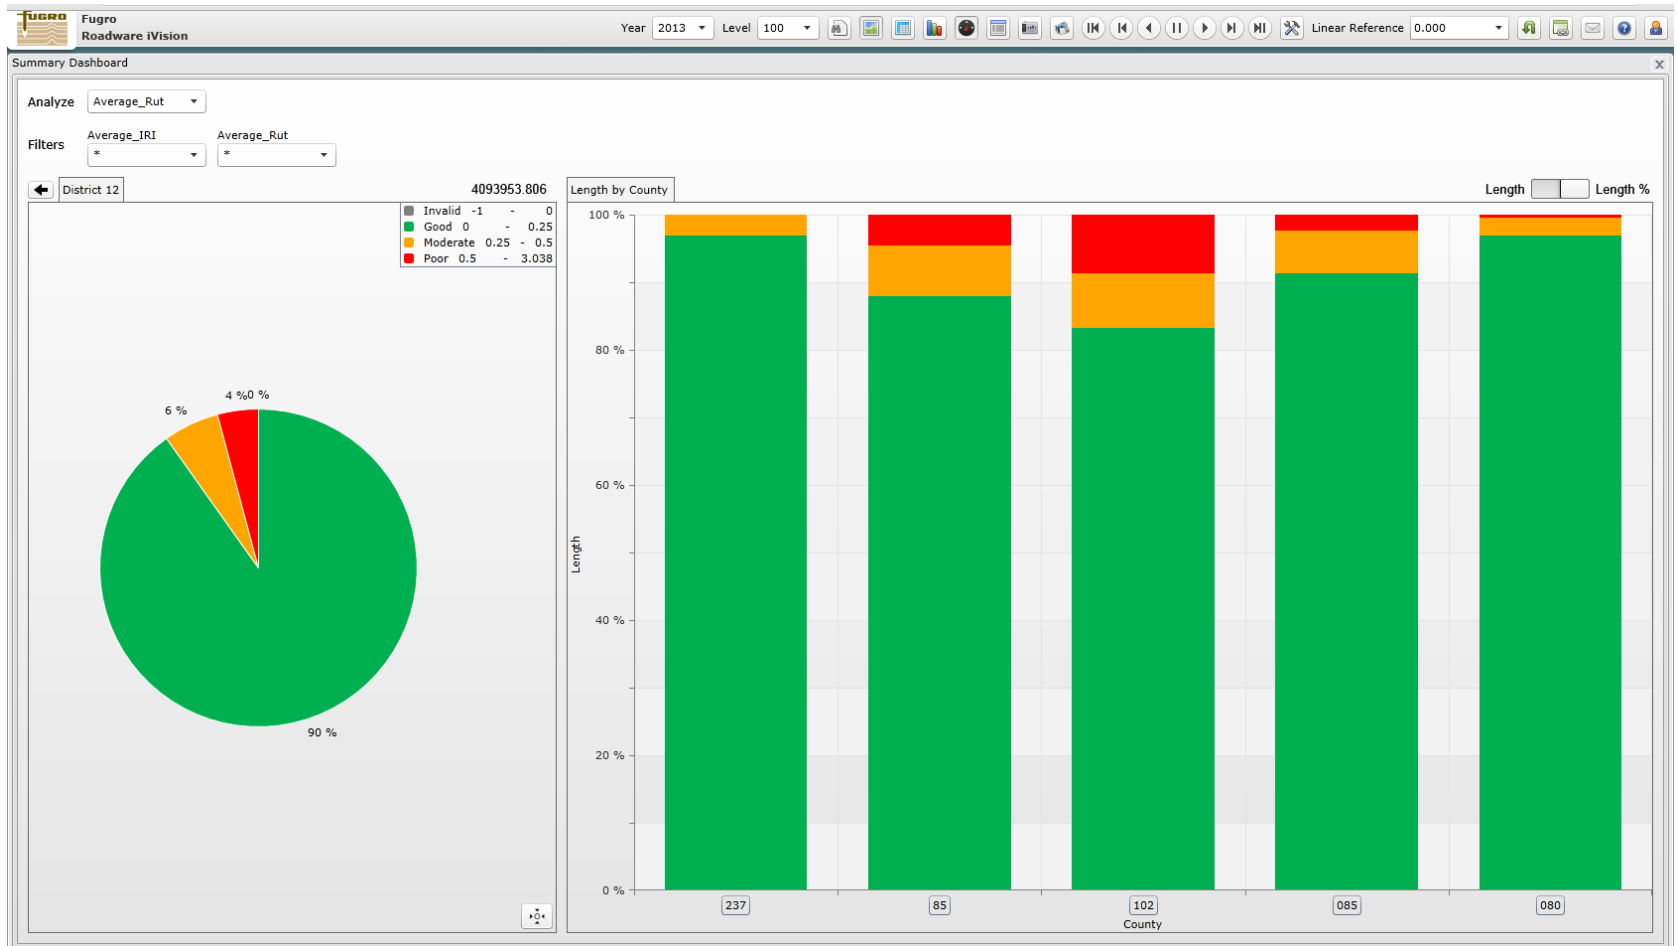 FUGRO
Fugro
Roadware iVision
Year 2013 Level 100 Linear Reference 0.000
Summary Dashboard
Analyze Average_Rut
Filters
Average_IRI Average_Rut
* *
District 12 4093953.806
Invalid -1 - 0
Good 0 - 0.25
Moderate 0.25 - 0.5
Poor 0.5 - 3.038
4 %0 %
6 %
90 %
Length by County Length Length %
100 %
80 %
60 %
40 %
20 %
0 %
Length
237 85 102 085 080
County